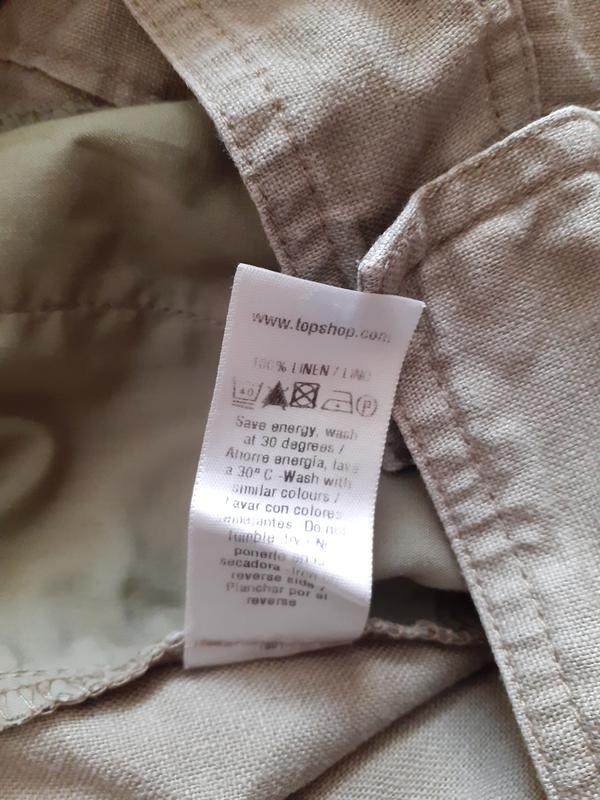 www.topshop.com
100% LINEN / LINO
40 P
Save energy, wash
at 30 degrees /
Ahorre energía, lave
a 30º C -Wash with
similar colours /
Lavar con colores
semejantes. Do not
tumble dry / No
ponerlo en la
secadora -Iron
reverse side /
Planchar por el
reverse